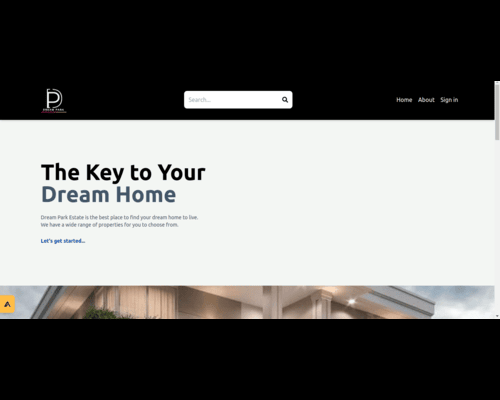 DREAM PARK
Search...
Home About Sign in
The Key to Your
Dream Home
Dream Park Estate is the best place to find your dream home to live.
We have a wide range of properties for you to choose from.
Let's get started...